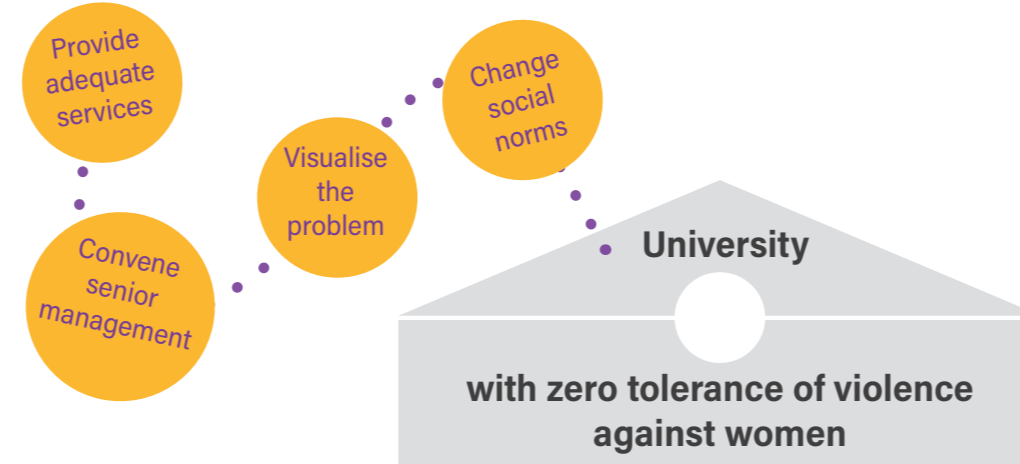 Provide
adequate
services
Convene
senior
management
Visualise
the
problem
Change
social
norms
University
with zero tolerance of violence
against women